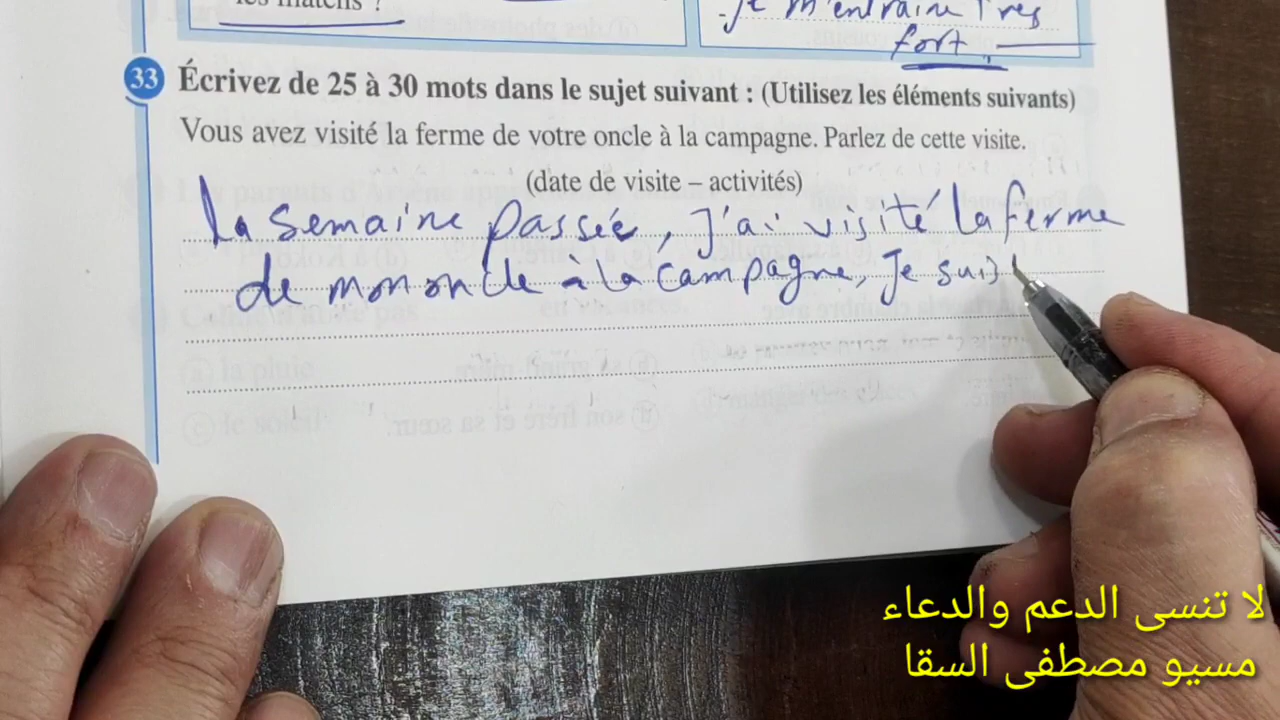 les matchs ?
-Je m'entraine Très
fort.
33 Écrivez de 25 à 30 mots dans le sujet suivant : (Utilisez les éléments suivants)
Vous avez visité la ferme de votre oncle à la campagne. Parlez de cette visite.
(date de visite – activités)
La semaine passée, J'ai visité la ferme
de mon oncle à la campagne, Je suis
لا تنسى الدعم والدعاء
مسيو مصطفى السقا